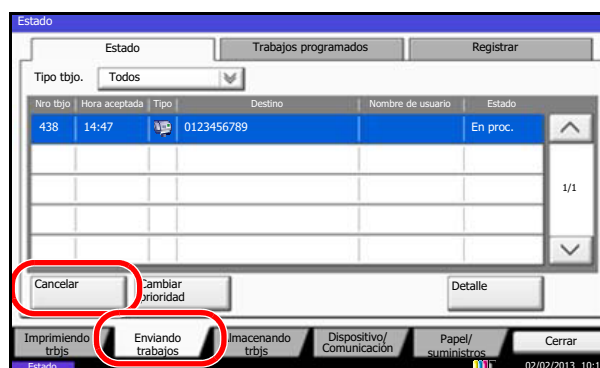 Estado
Estado Trabajos programados Registrar
Tipo tbjo. Todos
Nro tbjo Hora aceptada Tipo Destino Nombre de usuario Estado
438 14:47 0123456789 En proc.
1/1
Cancelar
Cambiar
prioridad
Detalle
Imprimiendo
trbjs
Enviando
trabajos
lmacenando
trbjs
Dispositivo/
Comunicación
Papel/
suministros
Cerrar
Estado 02/02/2013 10:1